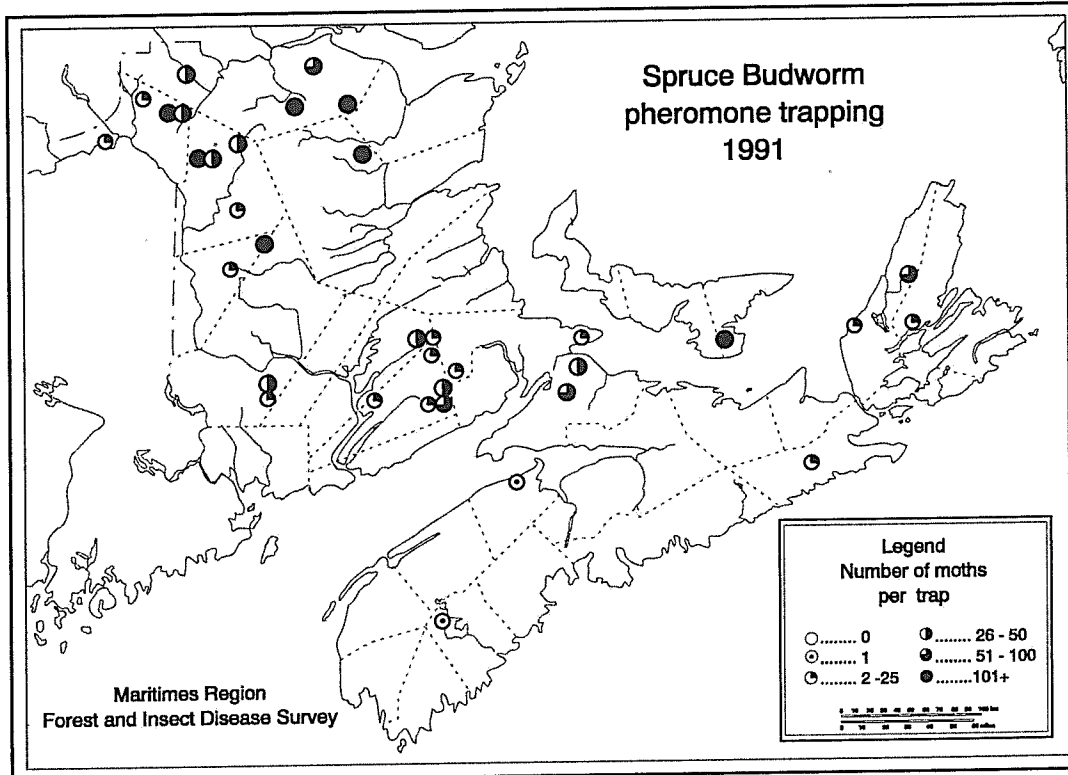 Spruce Budworm
pheromone trapping
1991
Legend
Number of moths
per trap
........ 0
........ 1
........ 2 -25
........ 26 - 50
........ 51 - 100
........101+
Maritimes Region
Forest and Insect Disease Survey